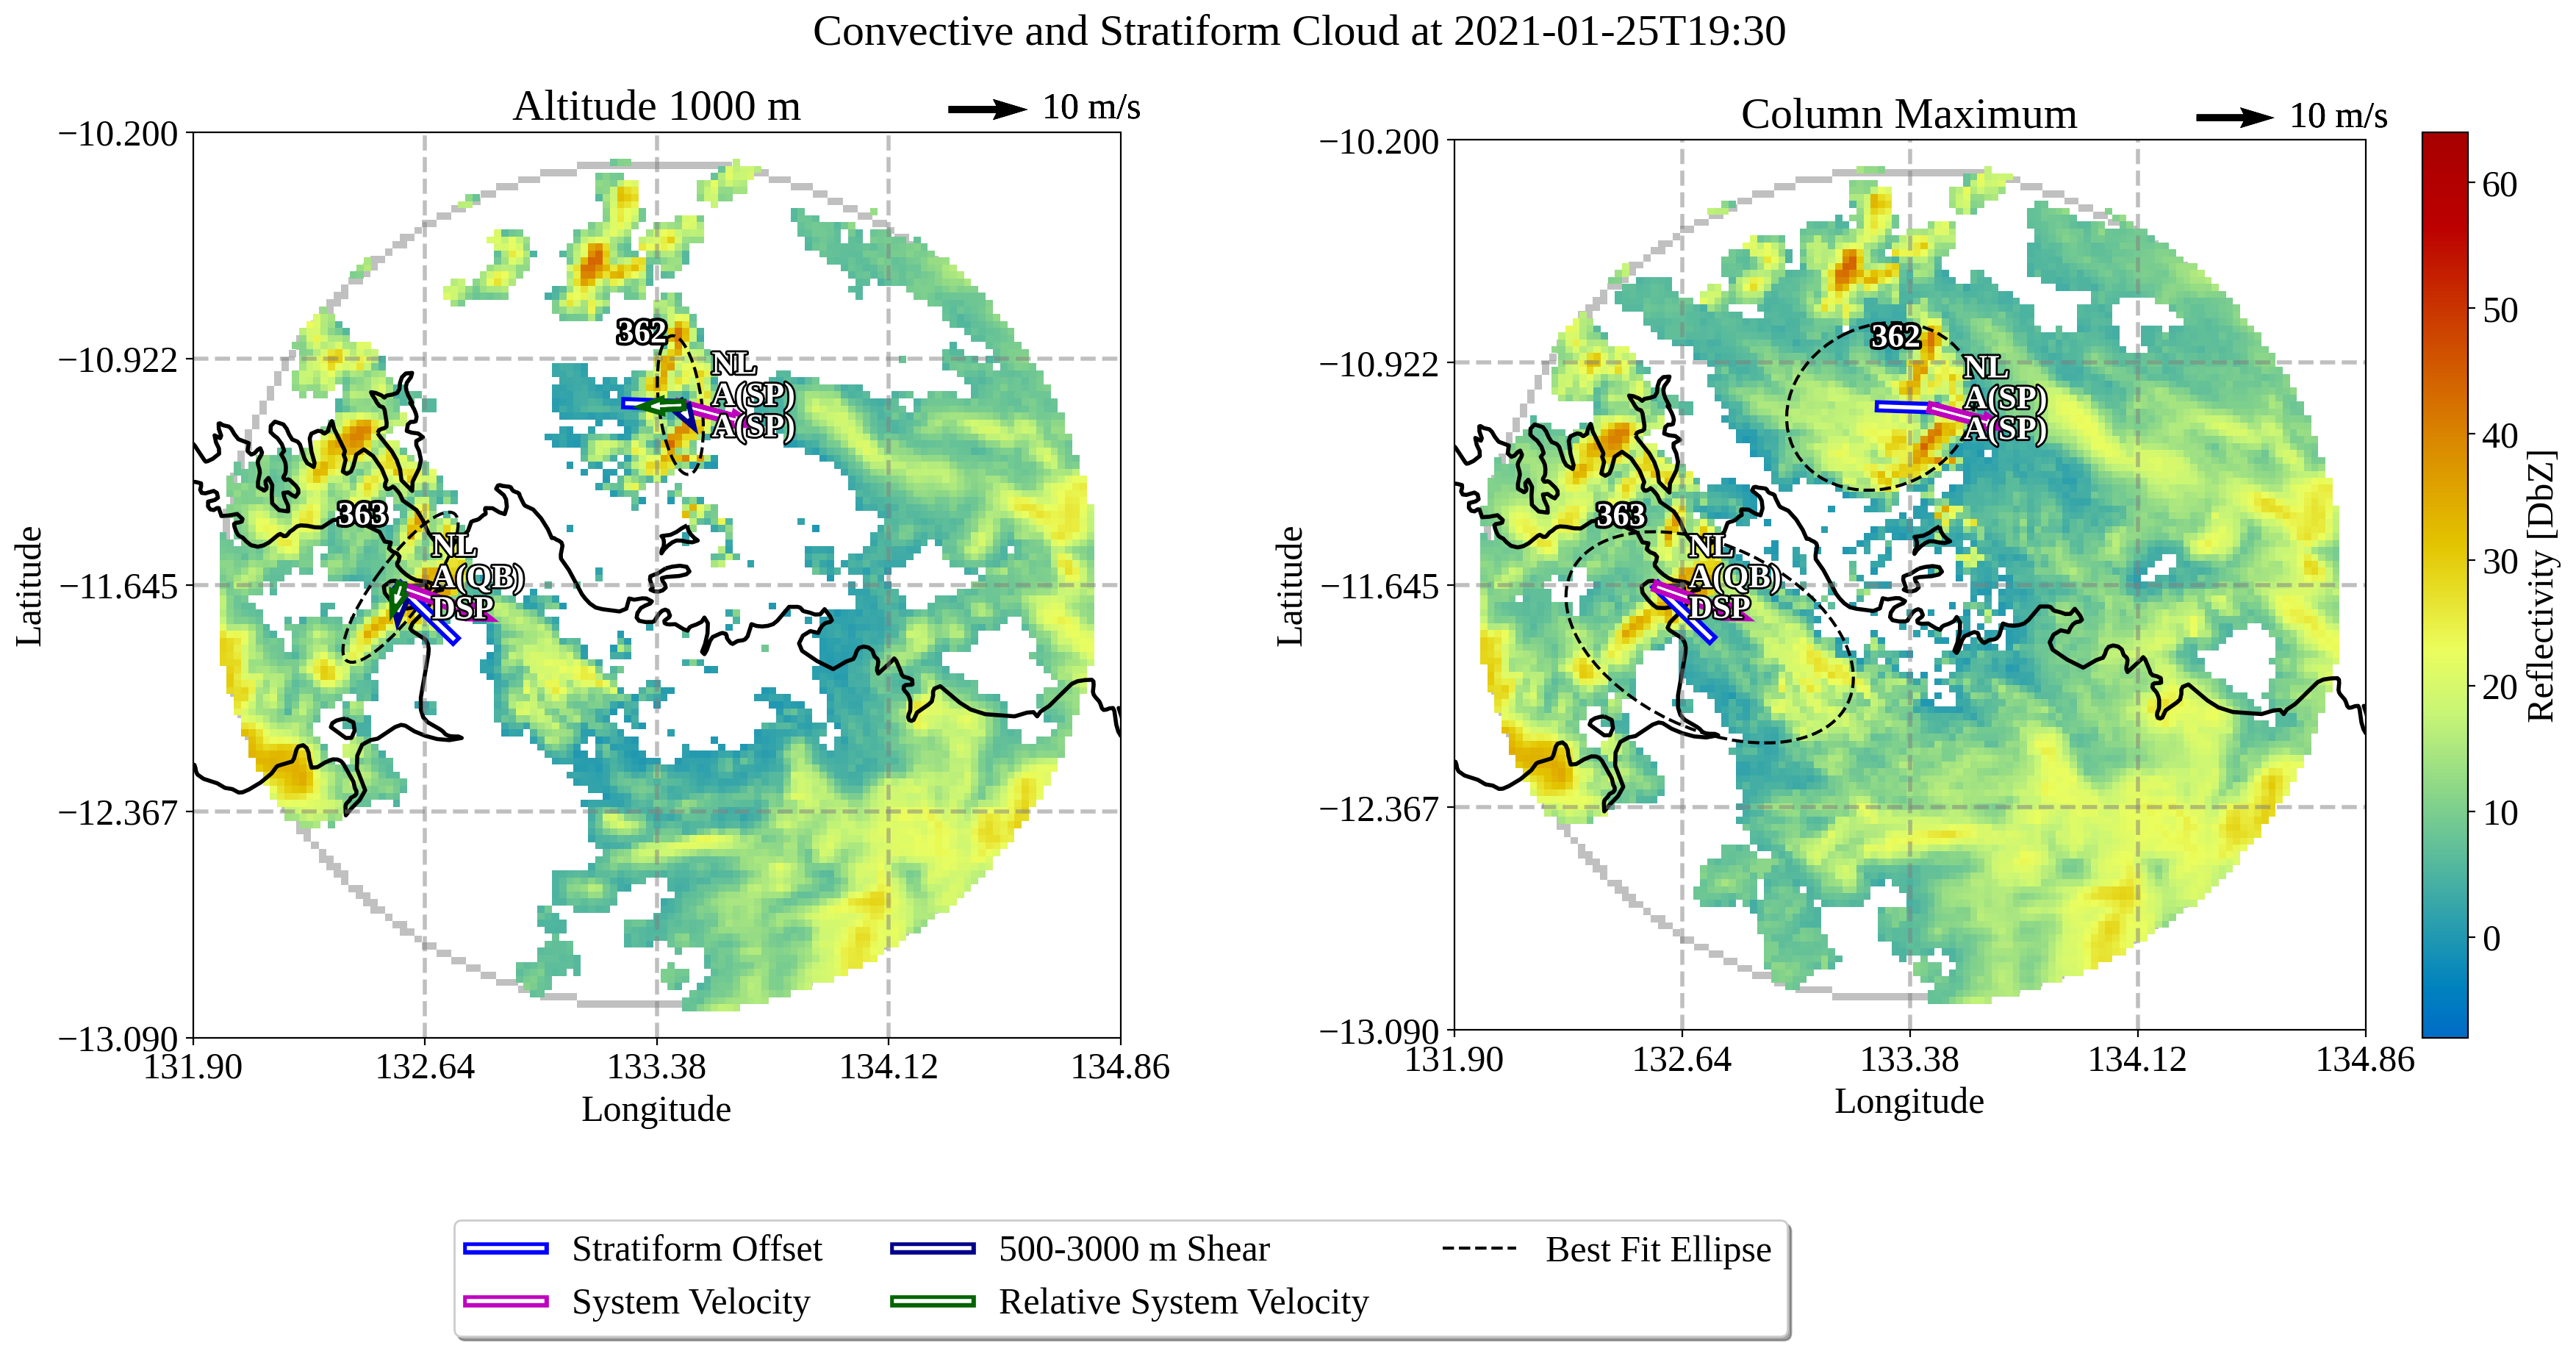 Convective and Stratiform Cloud at 2021-01-25T19:30
Altitude 1000 m
10 m/s
−10.200
−10.922
−11.645
−12.367
−13.090
Latitude
131.90
132.64
133.38
134.12
134.86
Longitude
362
NL
A(SP)
A(SP)
363
NL
A(QB)
DSP
Column Maximum
10 m/s
−10.200
−10.922
−11.645
−12.367
−13.090
Latitude
131.90
132.64
133.38
134.12
134.86
Longitude
362
NL
A(SP)
A(SP)
363
NL
A(QB)
DSP
60
50
40
30
20
10
0
Reflectivity [DbZ]
Stratiform Offset
System Velocity
500-3000 m Shear
Relative System Velocity
Best Fit Ellipse